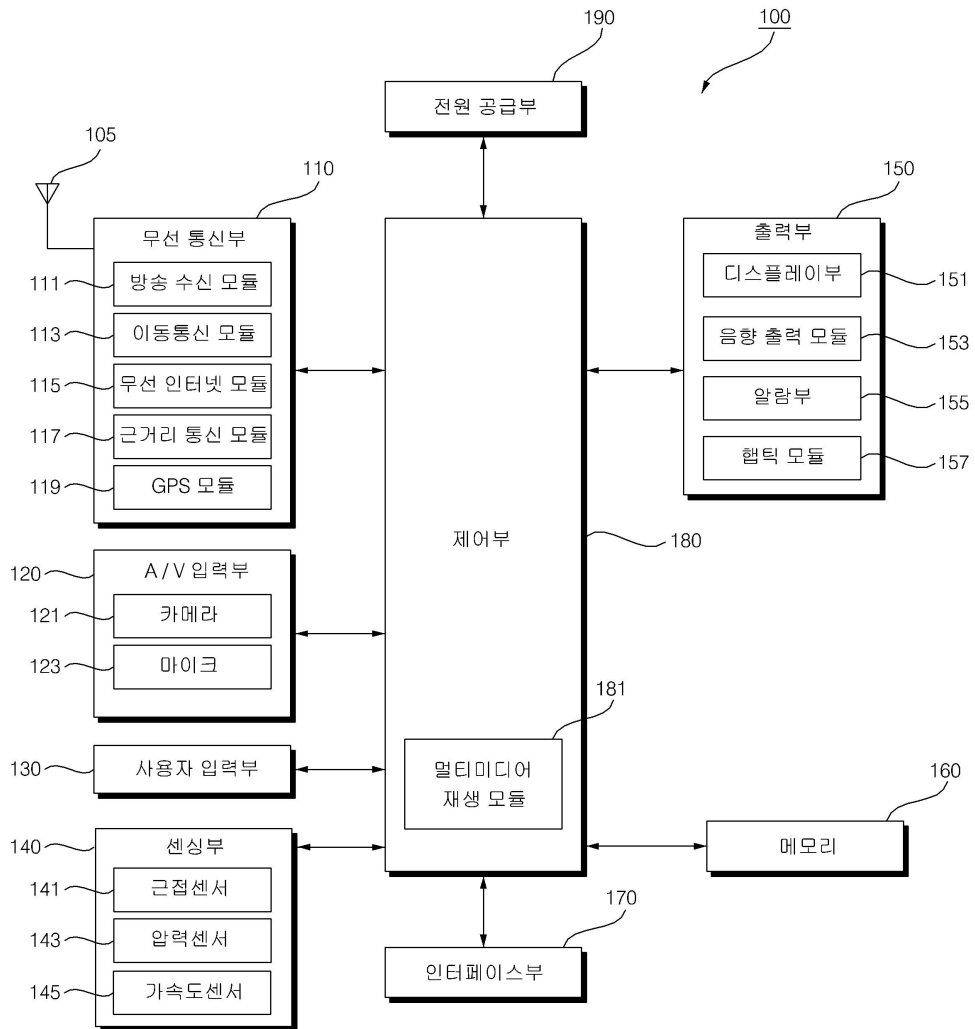 190
100
전원 공급부
105
110
150
무선 통신부
출력부
111
방송 수신 모듈
디스플레이부
151
113
이동통신 모듈
음향 출력 모듈
153
115
무선 인터넷 모듈
알람부
155
117
근거리 통신 모듈
햅틱 모듈
157
119
GPS 모듈
제어부
180
120
A / V 입력부
121
카메라
123
마이크
181
130
사용자 입력부
멀티미디어
재생 모듈
160
140
센싱부
메모리
141
근접센서
143
압력센서
170
145
가속도센서
인터페이스부